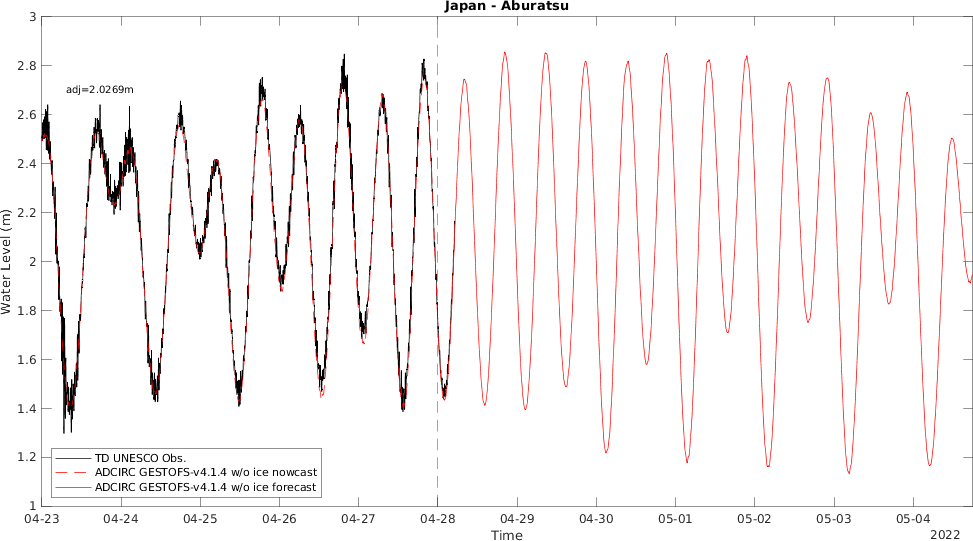 Japan - Aburatsu
3
2.8
2.6
2.4
2.2
2
1.8
1.6
1.4
1.2
1
Water Level (m)
adj=2.0269m
TD UNESCO Obs.
ADCIRC GESTOFS-v4.1.4 w/o ice nowcast
ADCIRC GESTOFS-v4.1.4 w/o ice forecast
04-23 04-24 04-25 04-26 04-27 04-28 04-29 04-30 05-01 05-02 05-03 05-04
Time
2022